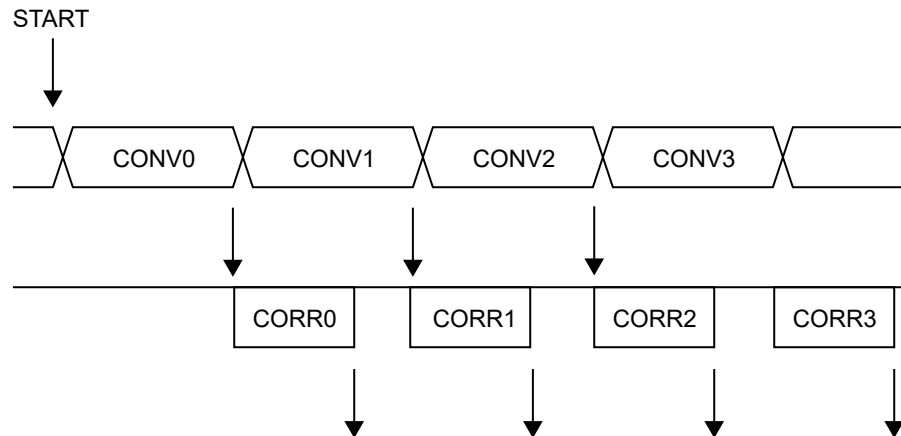 START
CONV0 CONV1 CONV2 CONV3
CORR0 CORR1 CORR2 CORR3